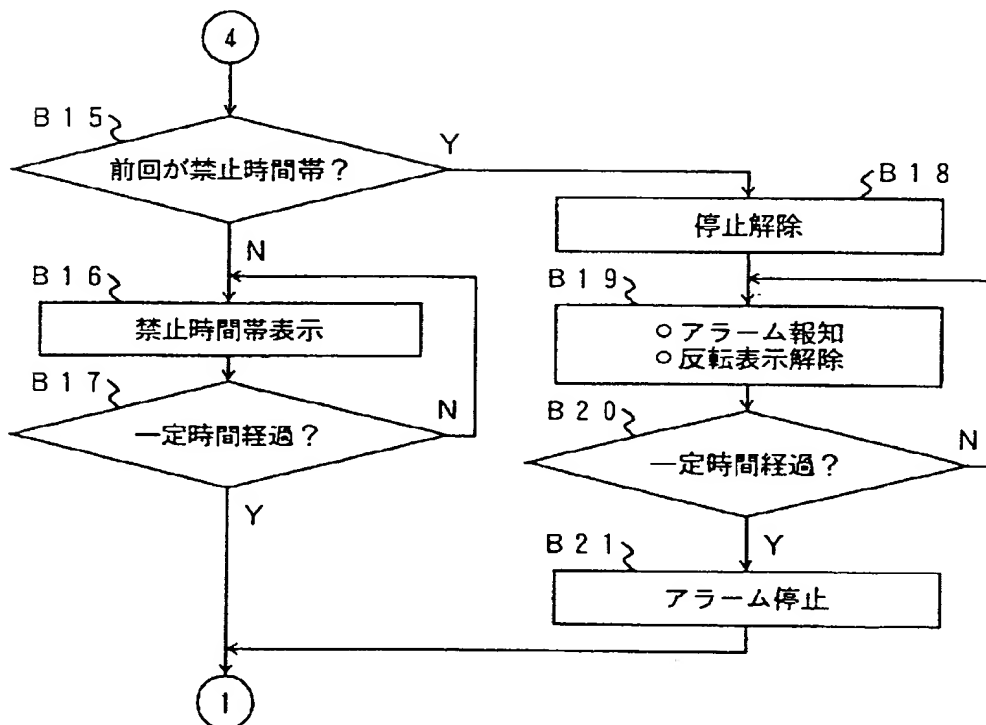 4
B15
前回が禁止時間帯?
Y
N
B18
停止解除
B16
禁止時間帯表示
B19
○アラーム報知
○反転表示解除
B17
一定時間経過?
N
Y
B20
一定時間経過?
N
Y
B21
アラーム停止
1